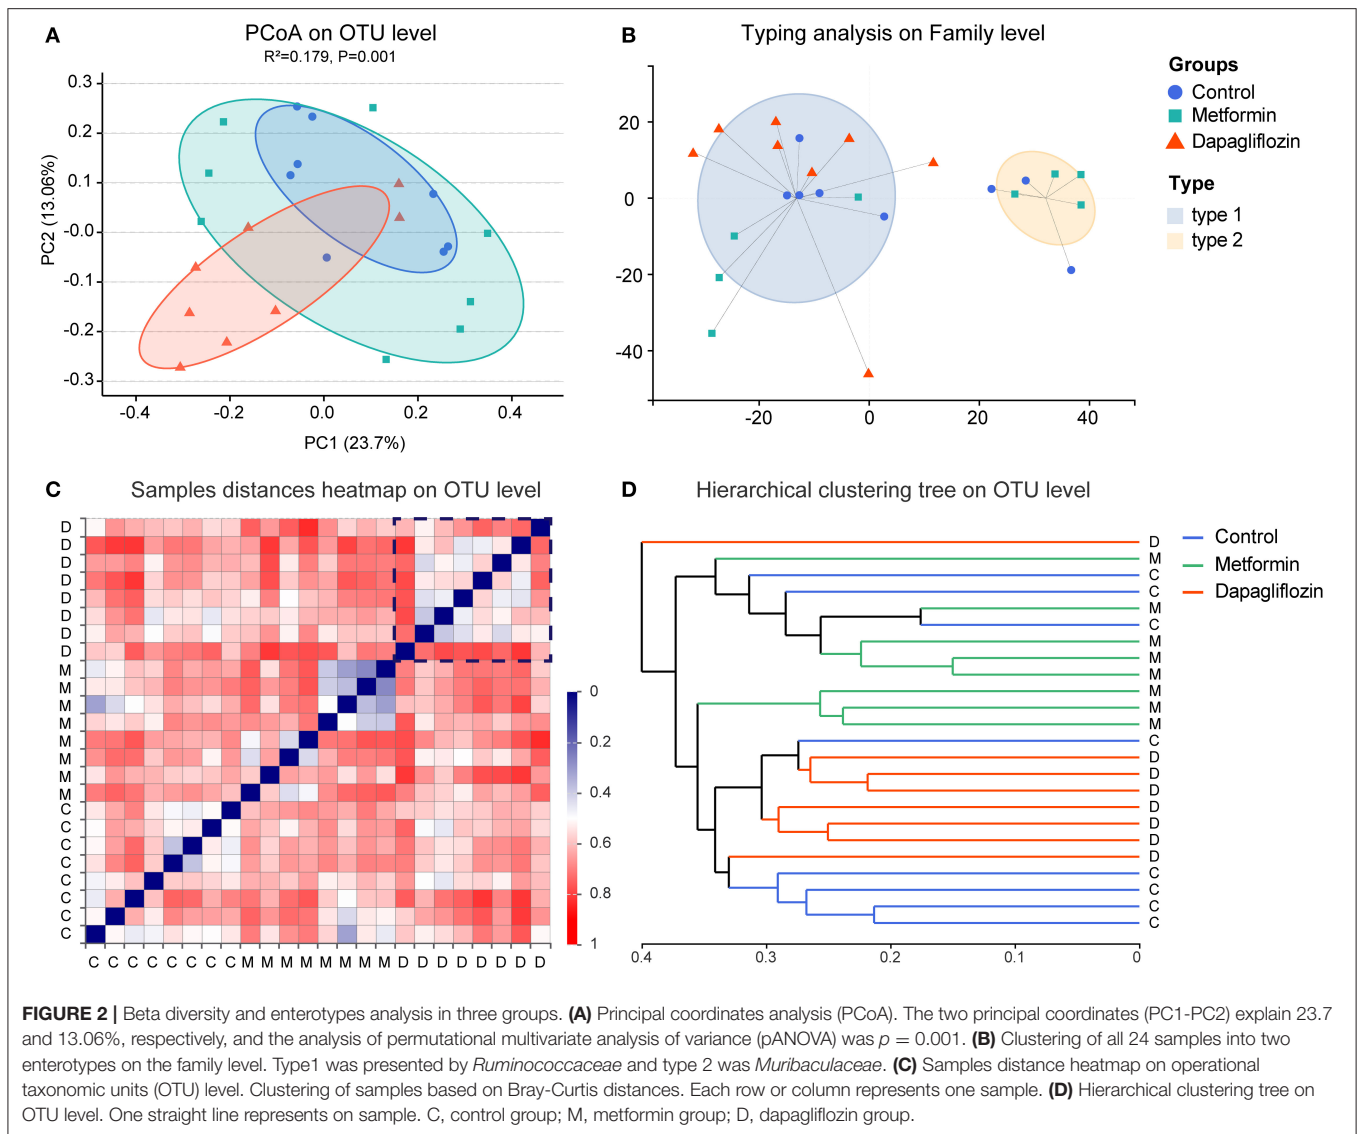 A
PCoA on OTU level
R²=0.179, P=0.001
0.3
0.2
0.1
-0.0
-0.1
-0.2
-0.3
PC2 (13.06%)
-0.4
-0.2
0.0
0.2
0.4
PC1 (23.7%)
B
Typing analysis on Family level
20
0
-20
-40
-20
0
20
40
Groups
Control
Metformin
Dapagliflozin
Type
type 1
type 2
C
Samples distances heatmap on OTU level
D
D
D
D
D
D
D
D
M
M
M
M
M
M
M
M
C
C
C
C
C
C
C
C
C C C C C C C C M M M M M M M M D D D D D D D D
0
0.2
0.4
0.6
0.8
1
D
Hierarchical clustering tree on OTU level
D
M
C
C
M
C
M
M
M
M
M
M
C
D
D
D
D
D
D
D
C
C
C
C
0.4
0.3
0.2
0.1
0
Control
Metformin
Dapagliflozin
FIGURE 2 | Beta diversity and enterotypes analysis in three groups. (A) Principal coordinates analysis (PCoA). The two principal coordinates (PC1-PC2) explain 23.7
and 13.06%, respectively, and the analysis of permutational multivariate analysis of variance (pANOVA) was p = 0.001. (B) Clustering of all 24 samples into two
enterotypes on the family level. Type1 was presented by Ruminococcaceae and type 2 was Muribaculaceae. (C) Samples distance heatmap on operational
taxonomic units (OTU) level. Clustering of samples based on Bray-Curtis distances. Each row or column represents one sample. (D) Hierarchical clustering tree on
OTU level. One straight line represents on sample. C, control group; M, metformin group; D, dapagliflozin group.